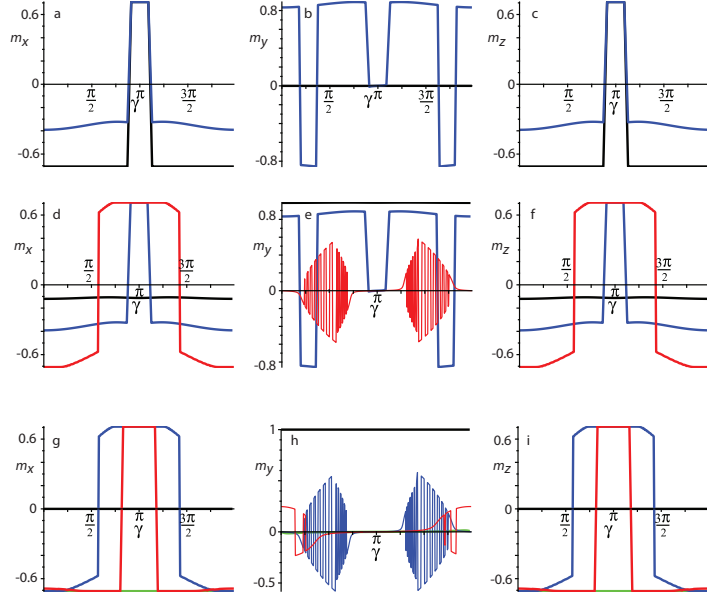 0.6 a
m_x
0
π/2 γ π 3π/2
-0.6
0.8 b
m_y
0
π/2 γ π 3π/2
-0.8
0.6 c
m_z
0
π/2 γ π 3π/2
-0.6
0.6 d
m_x
π/2 3π/2
0
π
γ
-0.6
0.8 e
m_y
0
π
γ
-0.8
0.6 f
m_z
π/2 3π/2
0
π
γ
-0.6
g
0.6
m_x
0
π/2 π 3π/2
γ
-0.6
1
h
m_y
0
π
γ
-0.5
i
0.6
m_z
0
π/2 π 3π/2
γ
-0.6